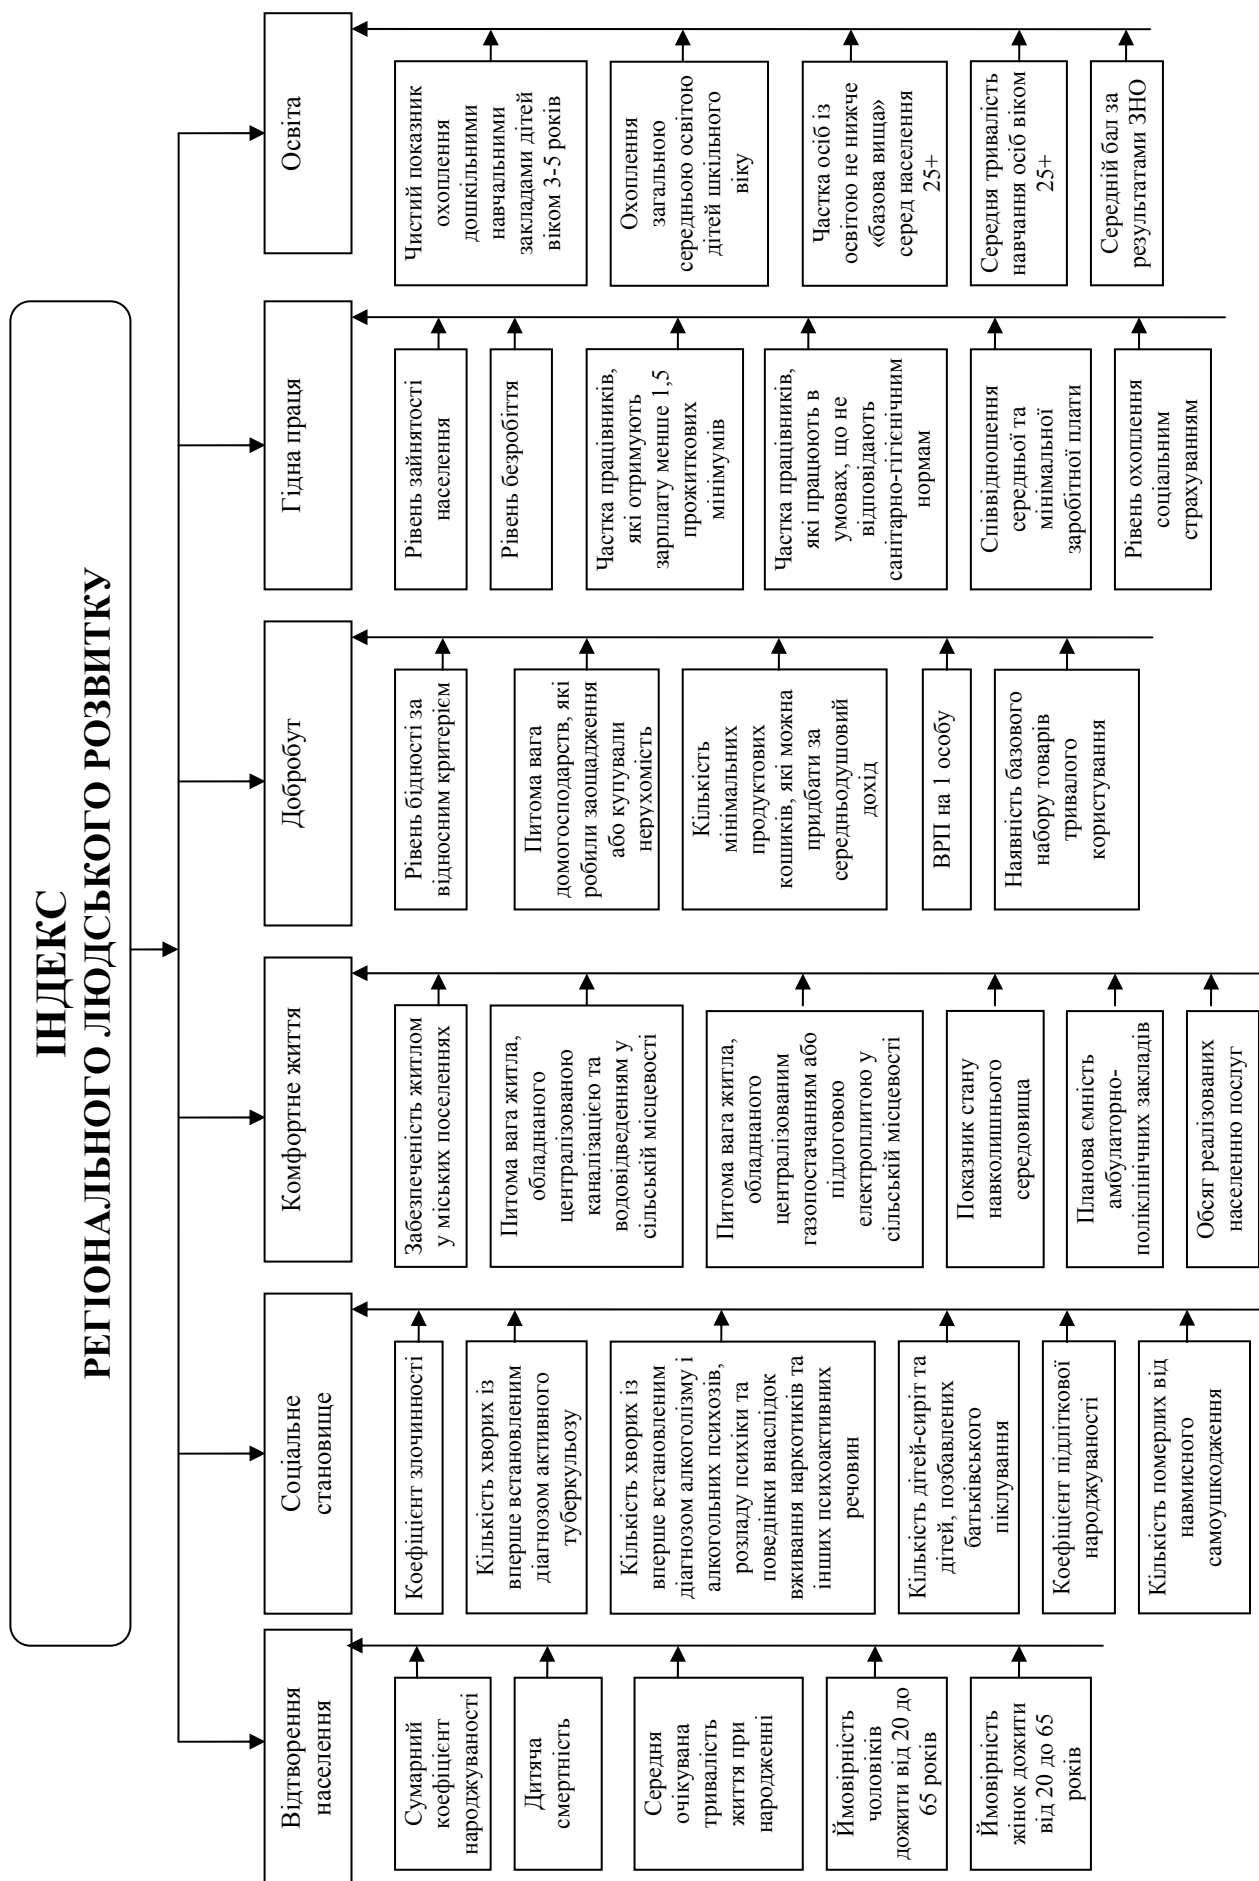 ІНДЕКС
РЕГІОНАЛЬНОГО ЛЮДСЬКОГО РОЗВИТКУ
Відтворення
населення
Сумарний
коефіцієнт
народжуваності
Дитяча
смертність
Середня
очікувана
тривалість
життя при
народженні
Ймовірність
чоловіків
дожити від 20 до
65 років
Ймовірність
жінок дожити
від 20 до 65
років
Соціальне
становище
Коефіцієнт злочинності
Кількість хворих із
вперше встановленим
діагнозом активного
туберкульозу
Кількість хворих із
вперше встановленим
діагнозом алкоголізму і
алкогольних психозів,
розладу психіки та
поведінки внаслідок
вживання наркотиків та
інших психоактивних
речовин
Кількість дітей-сиріт та
дітей, позбавлених
батьківського
піклування
Коефіцієнт підліткової
народжуваності
Кількість померлих від
навмисного
самоушкодження
Комфортне життя
Забезпеченість житлом
у міських поселеннях
Питома вага житла,
обладнаного
централізованою
каналізацією та
водовідведенням у
сільській місцевості
Питома вага житла,
обладнаного
централізованим
газопостачанням або
підлоговою
електроплитою у
сільській місцевості
Показник стану
навколишнього
середовища
Планова ємність
амбулаторно-
поліклінічних закладів
Обсяг реалізованих
населенню послуг
Добробут
Рівень бідності за
відносним критерієм
Питома вага
домогосподарств, які
робили заощадження
або купували
нерухомість
Кількість
мінімальних
продуктових
кошиків, які можна
придбати за
середньодушовий
дохід
ВРП на 1 особу
Наявність базового
набору товарів
тривалого
користування
Гідна праця
Рівень зайнятості
населення
Рівень безробіття
Частка працівників,
які отримують
зарплату менше 1,5
прожиткових
мінімумів
Частка працівників,
які працюють в
умовах, що не
відповідають
санітарно-гігієнічним
нормам
Співвідношення
середньої та
мінімальної
заробітної плати
Рівень охоплення
соціальним
страхуванням
Освіта
Чистий показник
охоплення
дошкільними
навчальними
закладами дітей
віком 3-5 років
Охоплення
загальною
середньою освітою
дітей шкільного
віку
Частка осіб із
освітою не нижче
«базова вища»
серед населення
25+
Середня тривалість
навчання осіб віком
25+
Середній бал за
результатами ЗНО